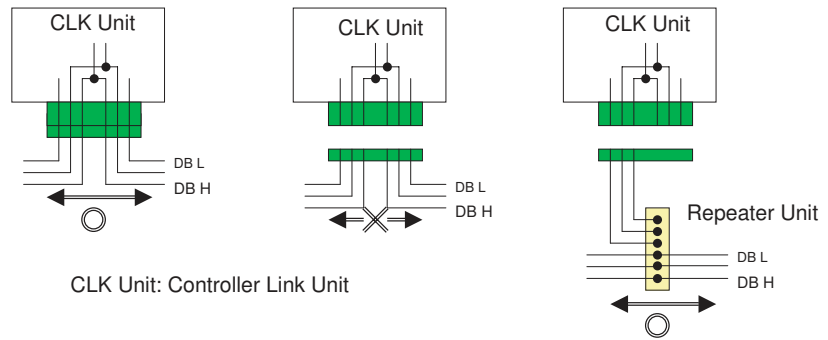 CLK Unit
CLK Unit
CLK Unit
DB L
DB H
DB L
DB H
Repeater Unit
DB L
DB H
CLK Unit: Controller Link Unit